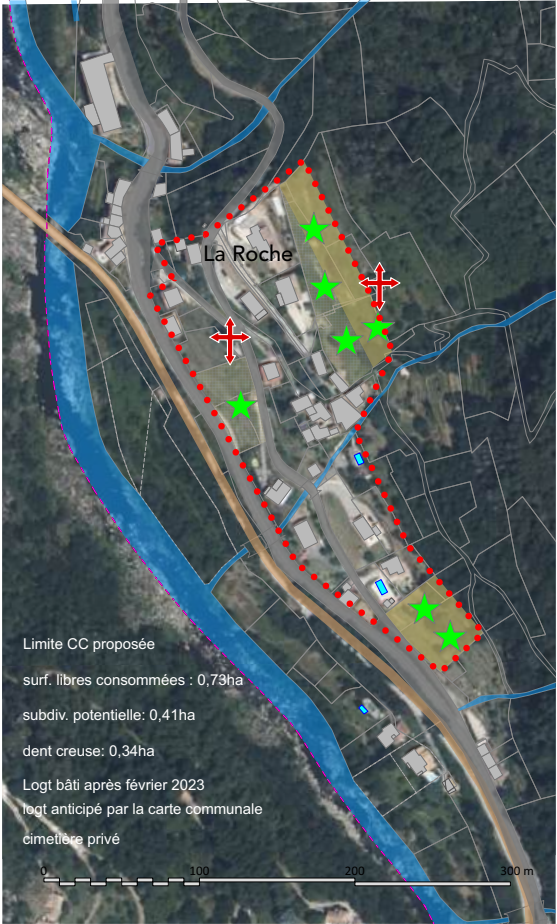 La Roche
Limite CC proposée
surf. libres consommées : 0,73ha
subdiv. potentielle: 0,41ha
dent creuse: 0,34ha
Logt bâti après février 2023
logt anticipé par la carte communale
cimetière privé
0 100 200 300 m